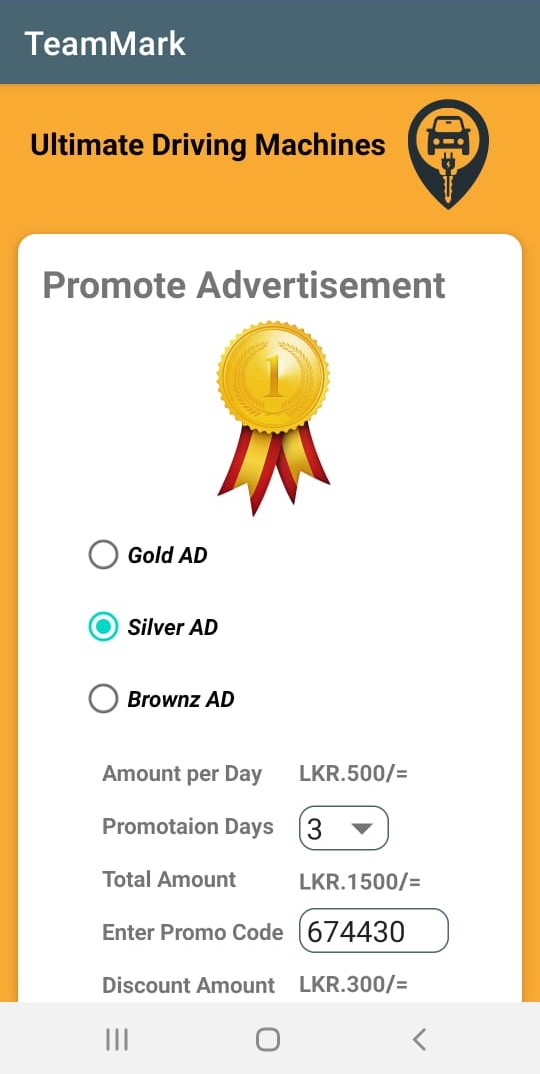 TeamMark
Ultimate Driving Machines
Promote Advertisement
1
Gold AD
Silver AD
Brownz AD
Amount per Day LKR.500/=
Promotaion Days 3
Total Amount LKR.1500/=
Enter Promo Code 674430
Discount Amount LKR.300/=